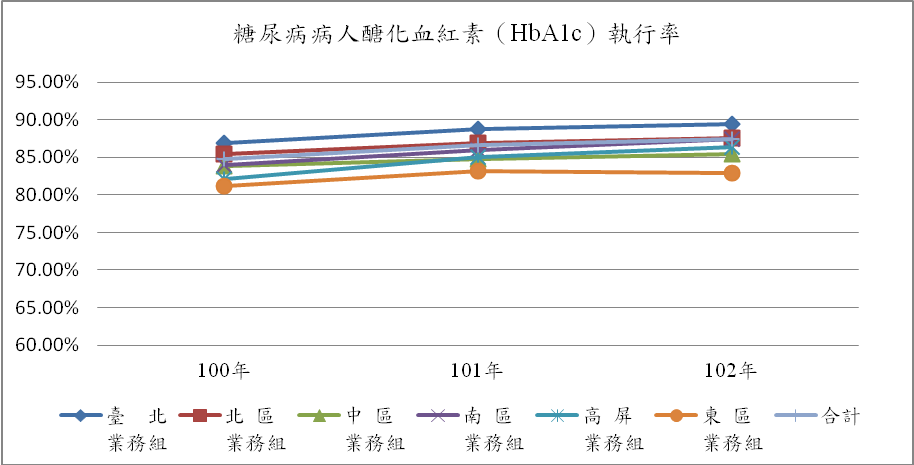 糖尿病病人醣化血紅素（HbA1c）執行率
95.00%
90.00%
85.00%
80.00%
75.00%
70.00%
65.00%
60.00%
100年 101年 102年
臺 北 北 區 中 區 南 區 高 屏 東 區 合計
業務組 業務組 業務組 業務組 業務組 業務組